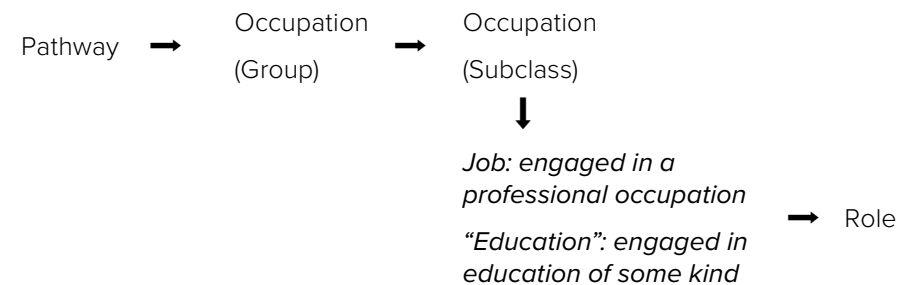 Pathway
Occupation
(Group)
Occupation
(Subclass)
Job: engaged in a
professional occupation
“Education”: engaged in
education of some kind
Role